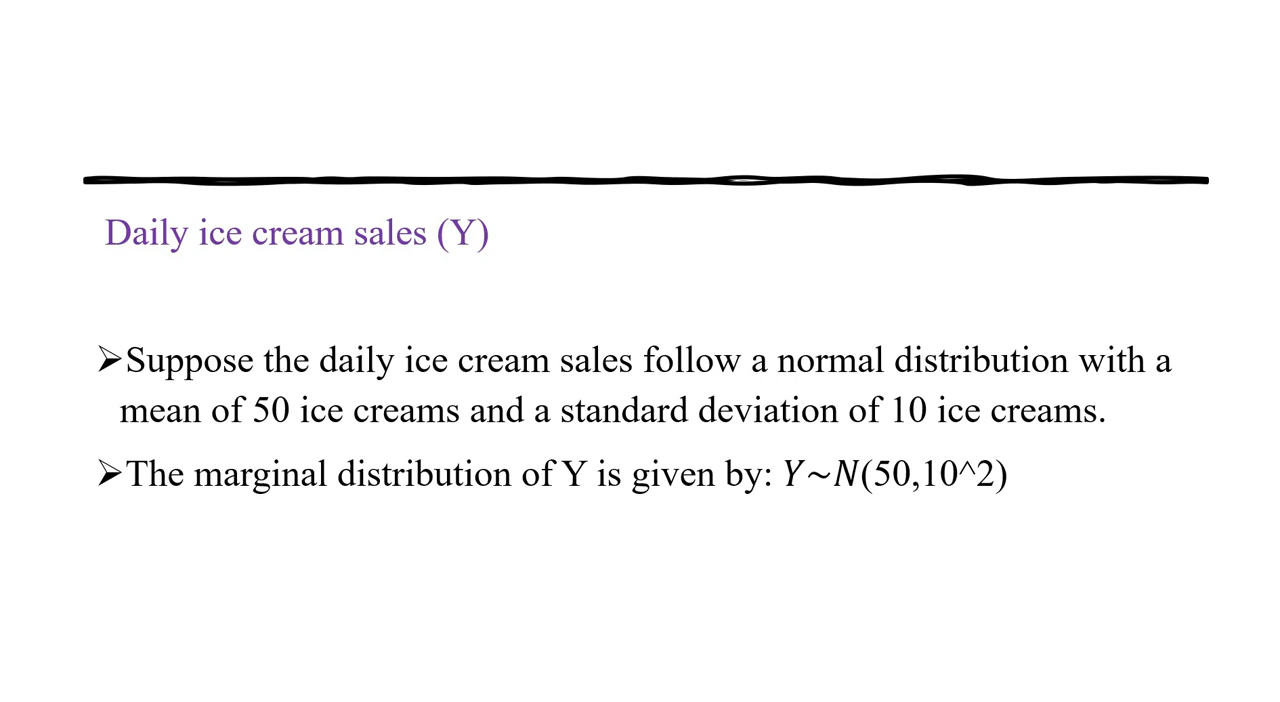 Daily ice cream sales (Y)
➢Suppose the daily ice cream sales follow a normal distribution with a
mean of 50 ice creams and a standard deviation of 10 ice creams.
➢The marginal distribution of Y is given by: 𝑌~𝑁(50,10^2)